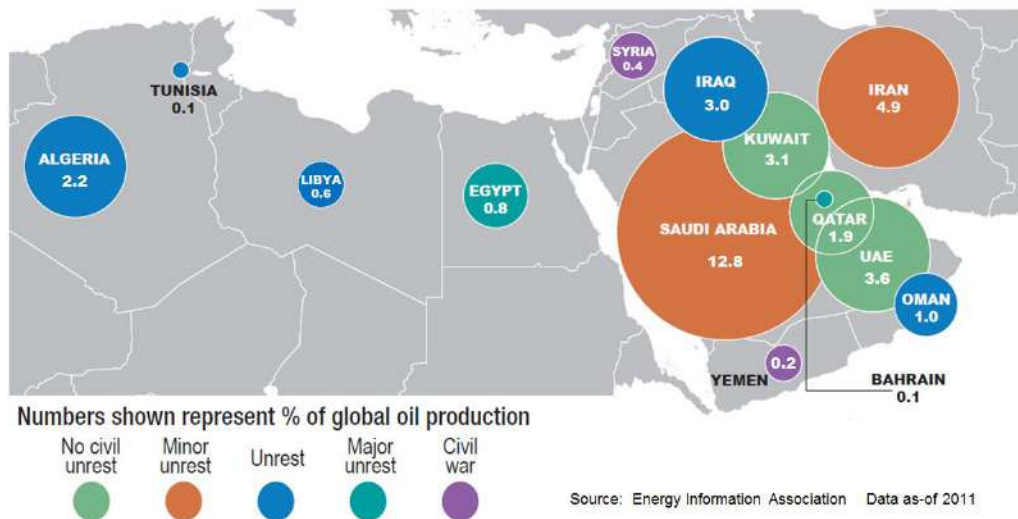 SYRIA
0.4
IRAQ
3.0
IRAN
4.9
TUNISIA
0.1
KUWAIT
3.1
ALGERIA
2.2
LIBYA
0.6
EGYPT
0.8
QATAR
1.9
SAUDI ARABIA
12.8
UAE
3.6
OMAN
1.0
YEMEN
0.2
BAHRAIN
0.1
Numbers shown represent % of global oil production
No civil
unrest
Minor
unrest
Unrest
Major
unrest
Civil
war
Source: Energy Information Association Data as-of 2011